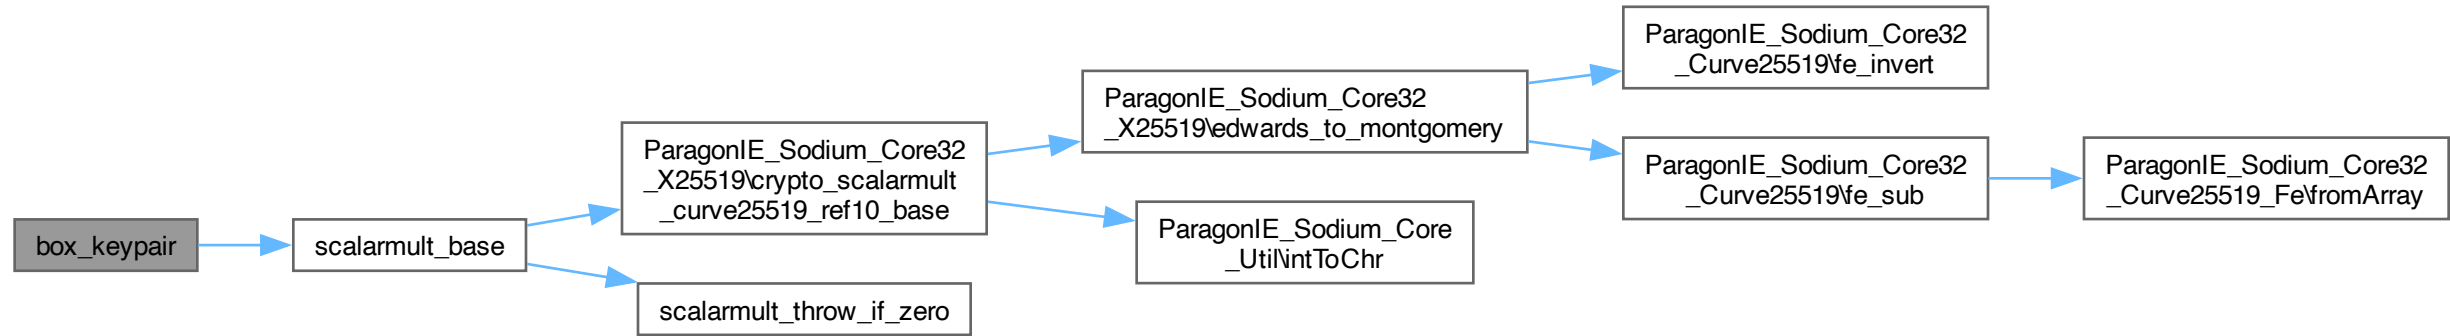 box_keypair
scalarmult_base
ParagonIE_Sodium_Core32
_X25519\crypto_scalarmult
_curve25519_ref10_base
scalarmult_throw_if_zero
ParagonIE_Sodium_Core32
_X25519\edwards_to_montgomery
ParagonIE_Sodium_Core
_Util\intToChr
ParagonIE_Sodium_Core32
_Curve25519\fe_invert
ParagonIE_Sodium_Core32
_Curve25519\fe_sub
ParagonIE_Sodium_Core32
_Curve25519_Fe\fromArray